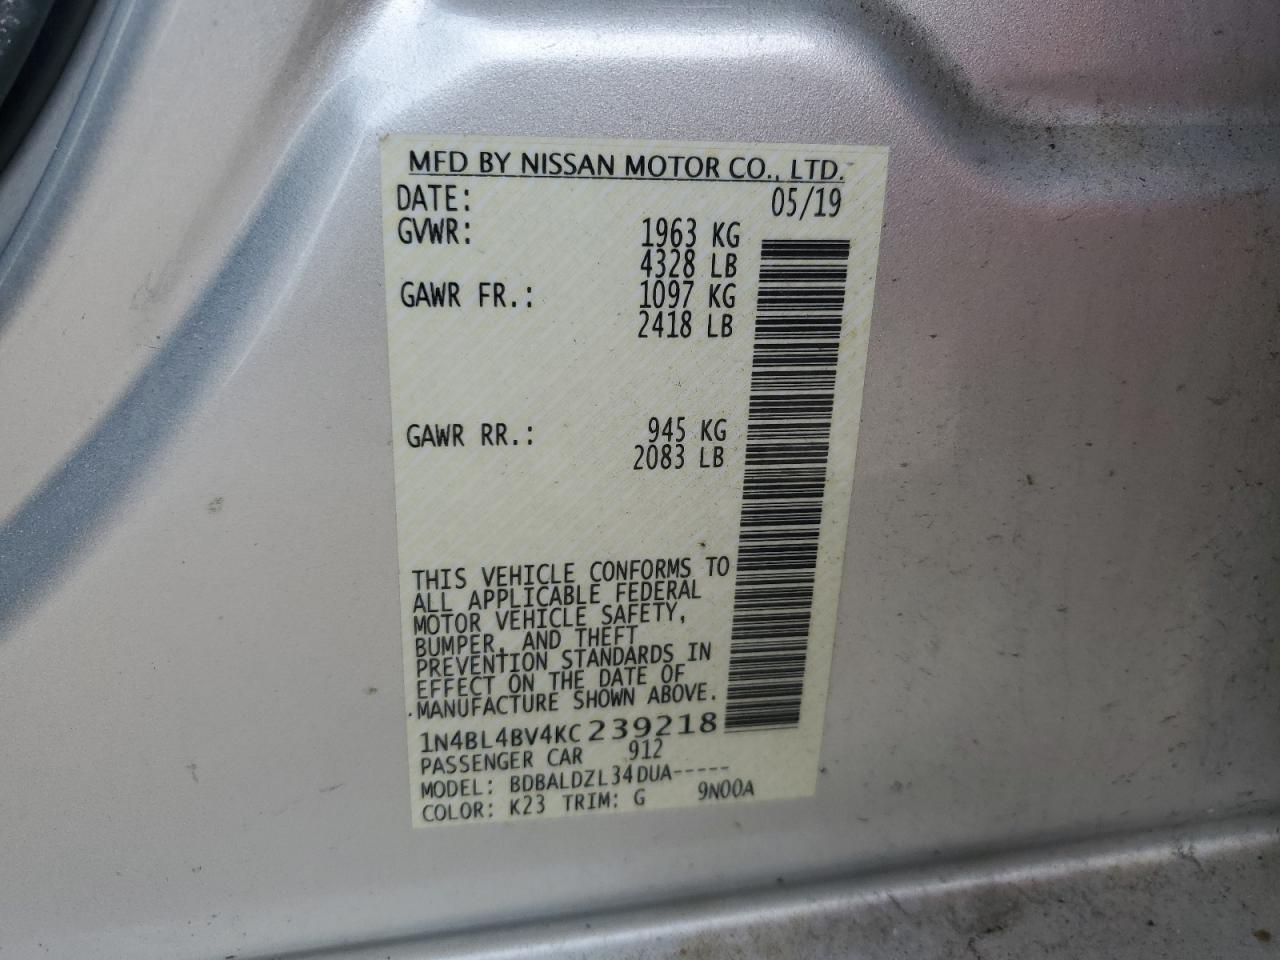 MFD BY NISSAN MOTOR CO., LTD.
DATE: 05/19
GVWR: 1963 KG
4328 LB
GAWR FR.: 1097 KG
2418 LB
GAWR RR.: 945 KG
2083 LB
THIS VEHICLE CONFORMS TO
ALL APPLICABLE FEDERAL
MOTOR VEHICLE SAFETY,
BUMPER, AND THEFT
PREVENTION STANDARDS IN
EFFECT ON THE DATE OF
MANUFACTURE SHOWN ABOVE.
1N4BL4BV4KC239218
PASSENGER CAR 912
MODEL: BDBALDZL34DUA-----
COLOR: K23 TRIM: G 9N00A